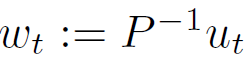 w_t := P^{-1} u_t